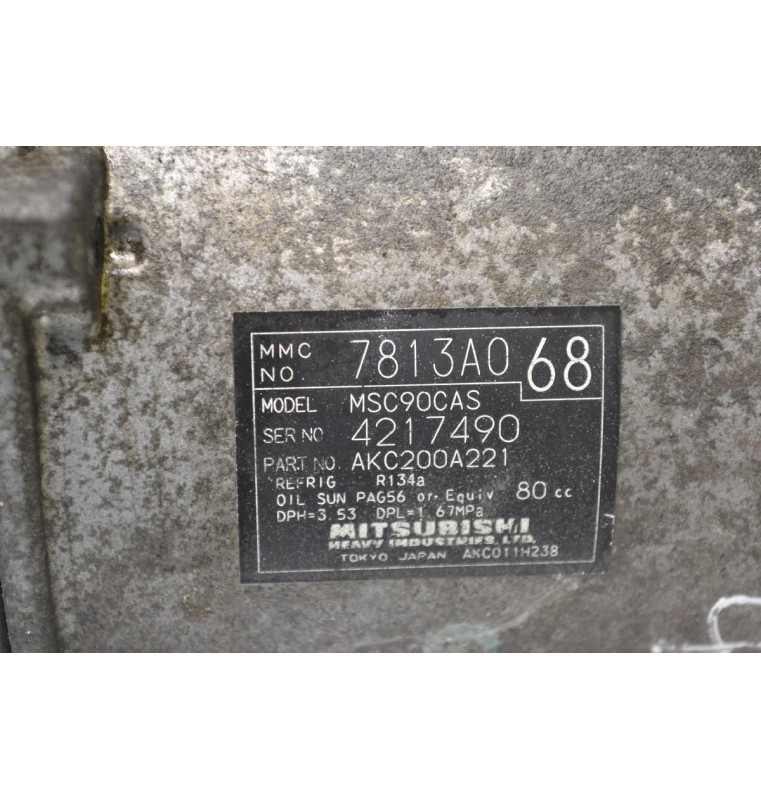 MMC NO. 7813A0 68
MODEL MSC90CAS
SER NO 4217490
PART NO. AKC200A221
REFRIG R134a
OIL SUN PAG56 or Equiv 80 cc
DPH=3.53 DPL=1.67MPa
MITSUBISHI
HEAVY INDUSTRIES, LTD.
TOKYO JAPAN AKC011H238